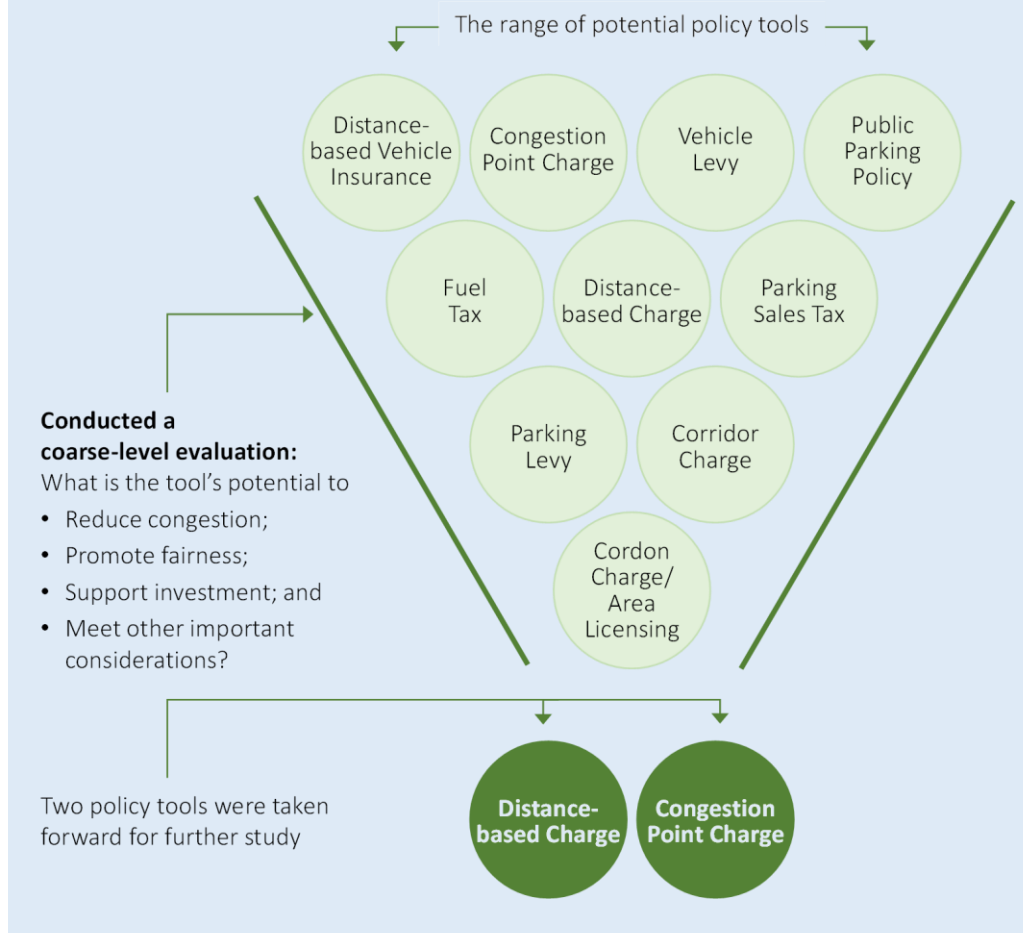 The range of potential policy tools
Distance-
based Vehicle
Insurance
Congestion
Point Charge
Vehicle
Levy
Public
Parking
Policy
Fuel
Tax
Distance-
based Charge
Parking
Sales Tax
Parking
Levy
Corridor
Charge
Cordon
Charge/
Area
Licensing
Conducted a
coarse-level evaluation:
What is the tool’s potential to
• Reduce congestion;
• Promote fairness;
• Support investment; and
• Meet other important
considerations?
Two policy tools were taken
forward for further study
Distance-
based Charge
Congestion
Point Charge